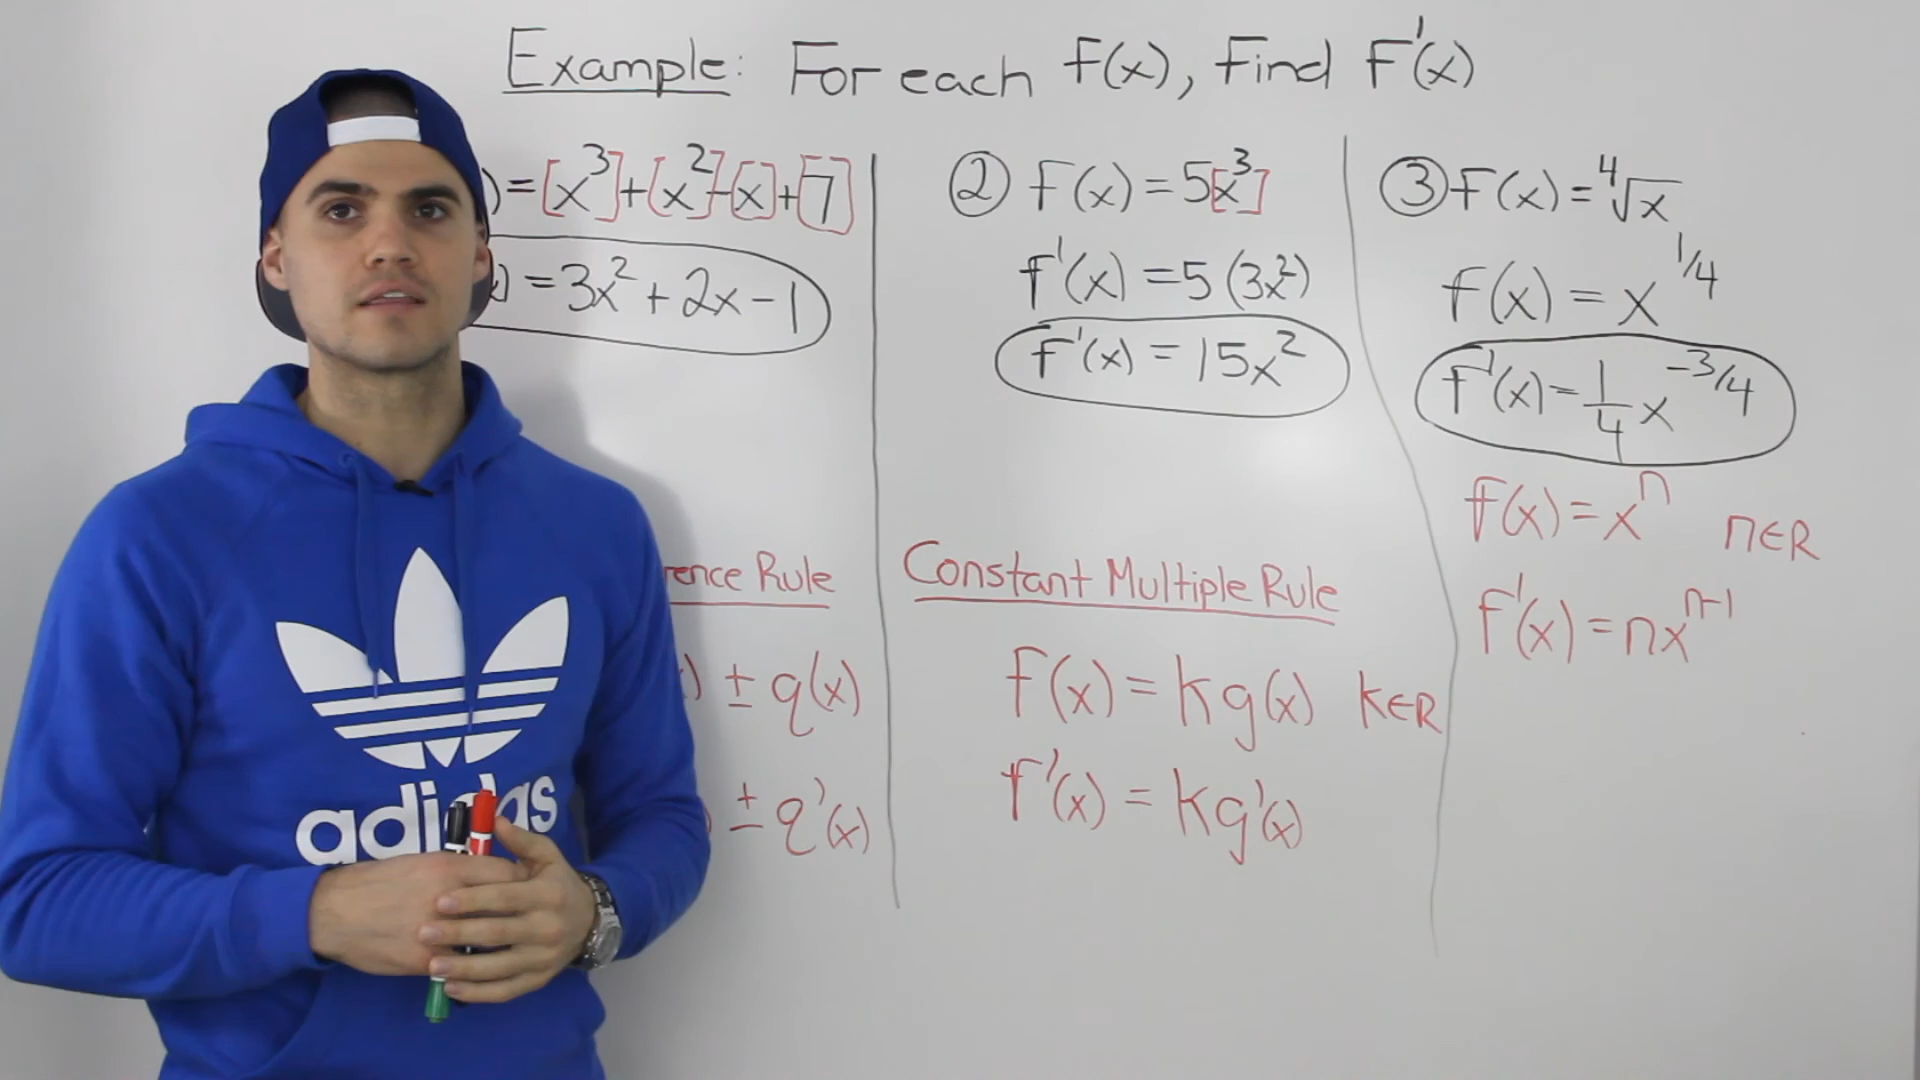 Example: For each f(x), Find f'(x)
) = [x³] + [x²] - [x] + [7]
x) = 3x² + 2x - 1
② f(x) = 5[x³]
f'(x) = 5(3x²)
f'(x) = 15x²
Constant Multiple Rule
f(x) = kg(x) k∈R
f'(x) = kg'(x)
③ f(x) = ⁴√x
f(x) = x^1/4
f'(x) = 1/4 x^-3/4
f(x) = x^n n∈R
f'(x) = nx^n-1
rence Rule
) ± q(x)
) ± q'(x)
adidas